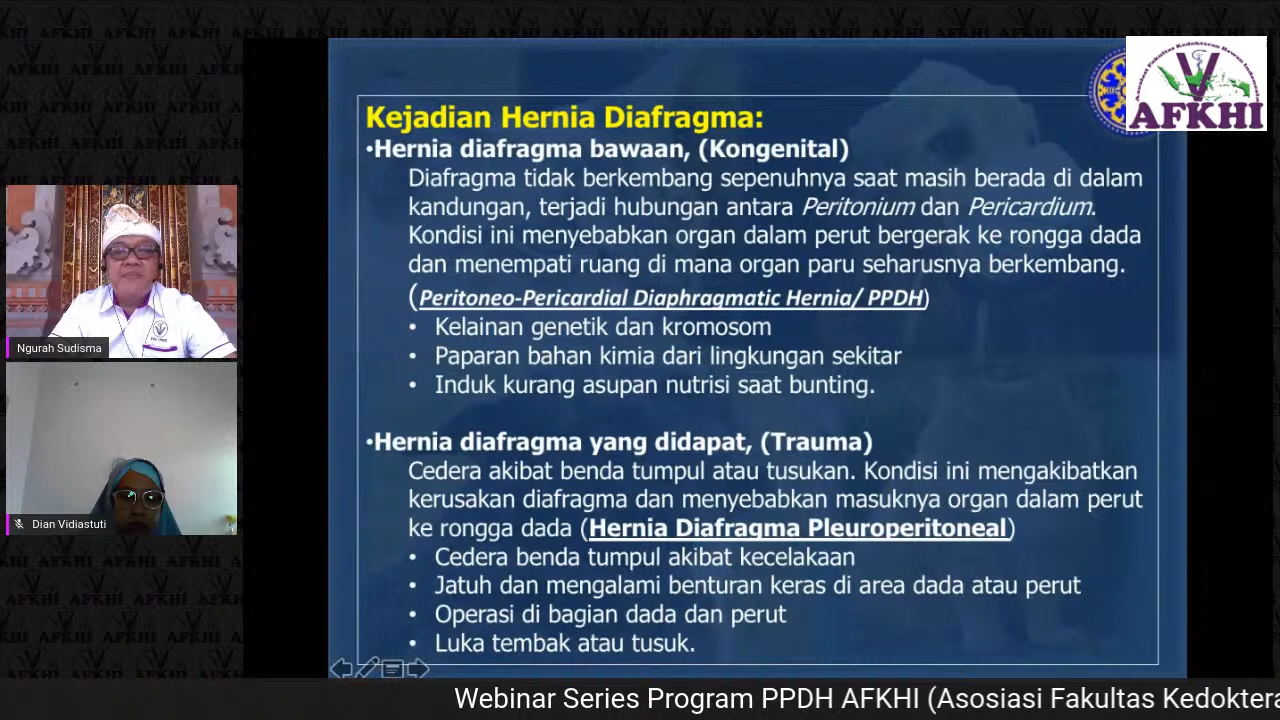 Kejadian Hernia Diafragma:
•Hernia diafragma bawaan, (Kongenital)
Diafragma tidak berkembang sepenuhnya saat masih berada di dalam
kandungan, terjadi hubungan antara Peritonium dan Pericardium.
Kondisi ini menyebabkan organ dalam perut bergerak ke rongga dada
dan menempati ruang di mana organ paru seharusnya berkembang.
(Peritoneo-Pericardial Diaphragmatic Hernia/ PPDH)
• Kelainan genetik dan kromosom
• Paparan bahan kimia dari lingkungan sekitar
• Induk kurang asupan nutrisi saat bunting.
•Hernia diafragma yang didapat, (Trauma)
Cedera akibat benda tumpul atau tusukan. Kondisi ini mengakibatkan
kerusakan diafragma dan menyebabkan masuknya organ dalam perut
ke rongga dada (Hernia Diafragma Pleuroperitoneal)
• Cedera benda tumpul akibat kecelakaan
• Jatuh dan mengalami benturan keras di area dada atau perut
• Operasi di bagian dada dan perut
• Luka tembak atau tusuk.
AFKHI
Ngurah Sudisma
Dian Vidiastuti
Webinar Series Program PPDH AFKHI (Asosiasi Fakultas Kedoktera